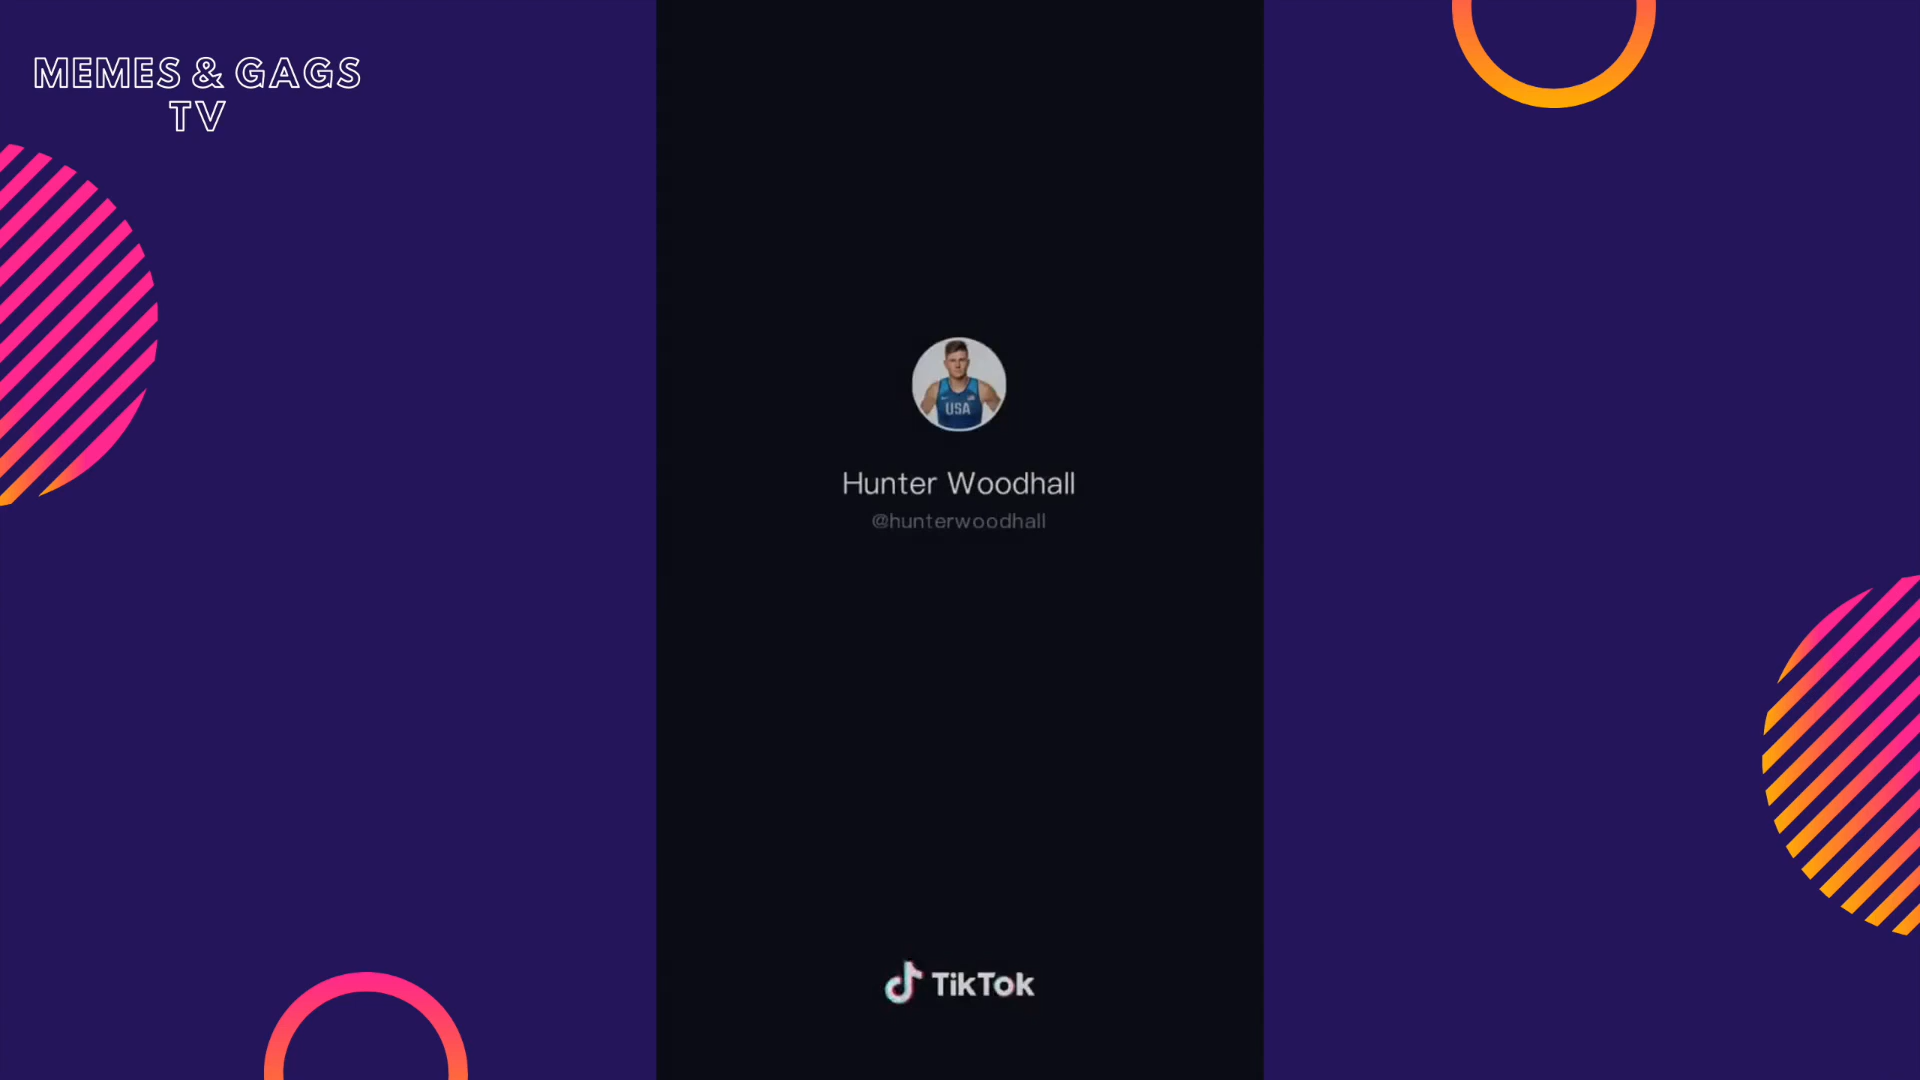 MEMES & GAGS
TV
USA
Hunter Woodhall
@hunterwoodhall
TikTok